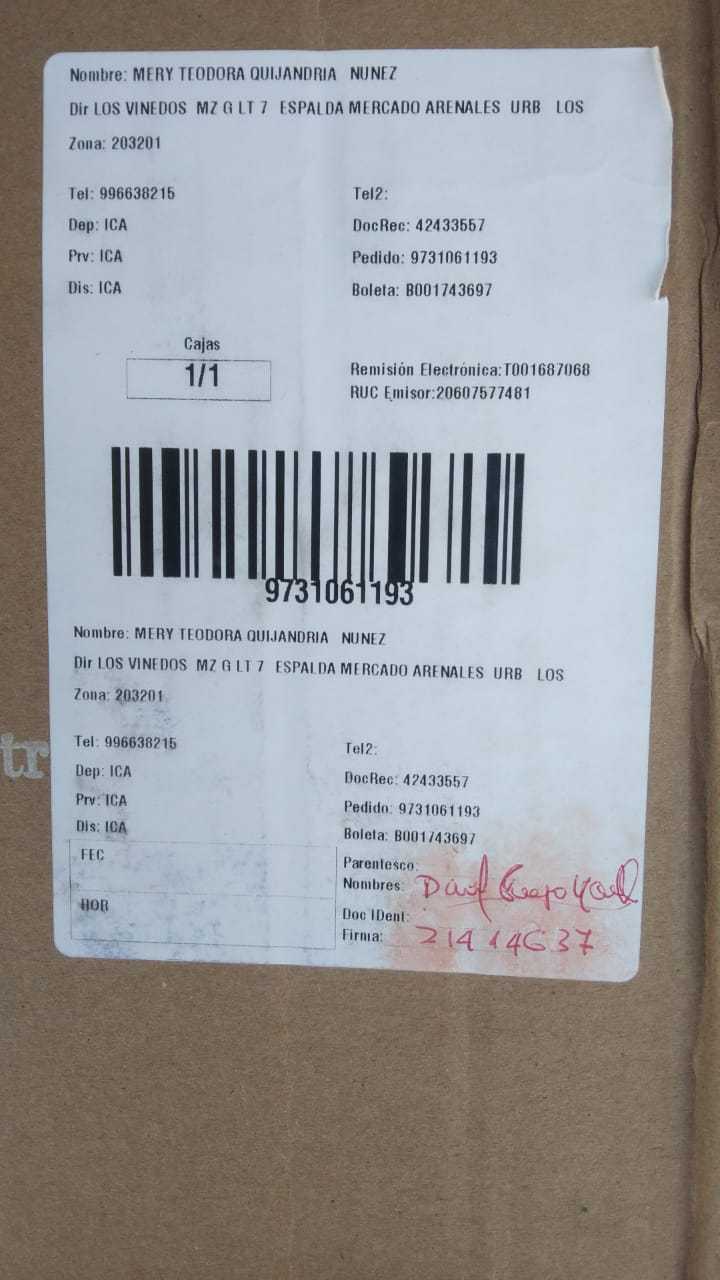 Nombre: MERY TEODORA QUIJANDRIA NUNEZ
Dir LOS VINEDOS MZ G LT 7 ESPALDA MERCADO ARENALES URB LOS
Zona: 203201
Tel: 996638215 Tel2:
Dep: ICA DocRec: 42433557
Prv: ICA Pedido: 9731061193
Dis: ICA Boleta: B001743697
Cajas
1/1
Remisión Electrónica:T001687068
RUC Emisor:20607577481
9731061193
Nombre: MERY TEODORA QUIJANDRIA NUNEZ
Dir LOS VINEDOS MZ G LT 7 ESPALDA MERCADO ARENALES URB LOS
Zona: 203201
Tel: 996638215 Tel2:
Dep: ICA DocRec: 42433557
Prv: ICA Pedido: 9731061193
Dis: ICA Boleta: B001743697
FEC
HOR
Parentesco:
Nombres:
Doc IDent:
Firma: 21414637
tr